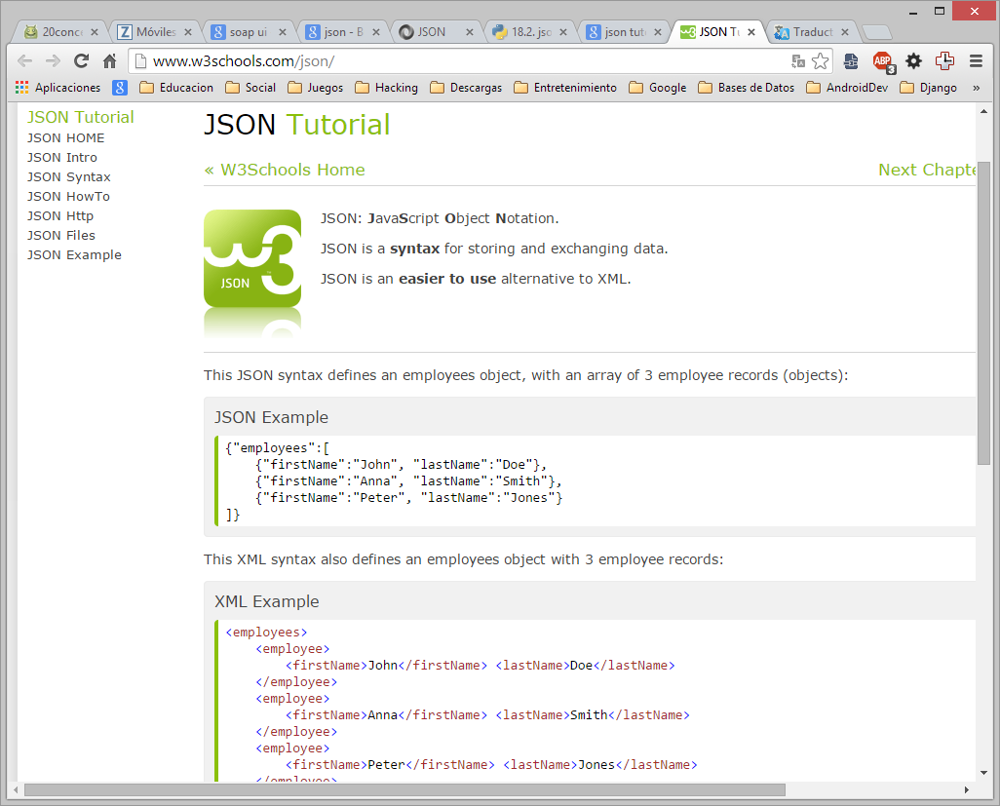 20conc
Móviles
soap ui
json - B
JSON
18.2. jso
json tut
JSON Tu
Traduct
www.w3schools.com/json/
ABP
3
Aplicaciones
8
Educacion
Social
Juegos
Hacking
Descargas
Entretenimiento
Google
Bases de Datos
AndroidDev
Django
»
JSON Tutorial
JSON HOME
JSON Intro
JSON Syntax
JSON HowTo
JSON Http
JSON Files
JSON Example
JSON Tutorial
« W3Schools Home
Next Chapte
w3
JSON
JSON: JavaScript Object Notation.
JSON is a syntax for storing and exchanging data.
JSON is an easier to use alternative to XML.
This JSON syntax defines an employees object, with an array of 3 employee records (objects):
JSON Example
{"employees":[
    {"firstName":"John", "lastName":"Doe"},
    {"firstName":"Anna", "lastName":"Smith"},
    {"firstName":"Peter", "lastName":"Jones"}
]}
This XML syntax also defines an employees object with 3 employee records:
XML Example
<employees>
    <employee>
        <firstName>John</firstName> <lastName>Doe</lastName>
    </employee>
    <employee>
        <firstName>Anna</firstName> <lastName>Smith</lastName>
    </employee>
    <employee>
        <firstName>Peter</firstName> <lastName>Jones</lastName>
    </employee>